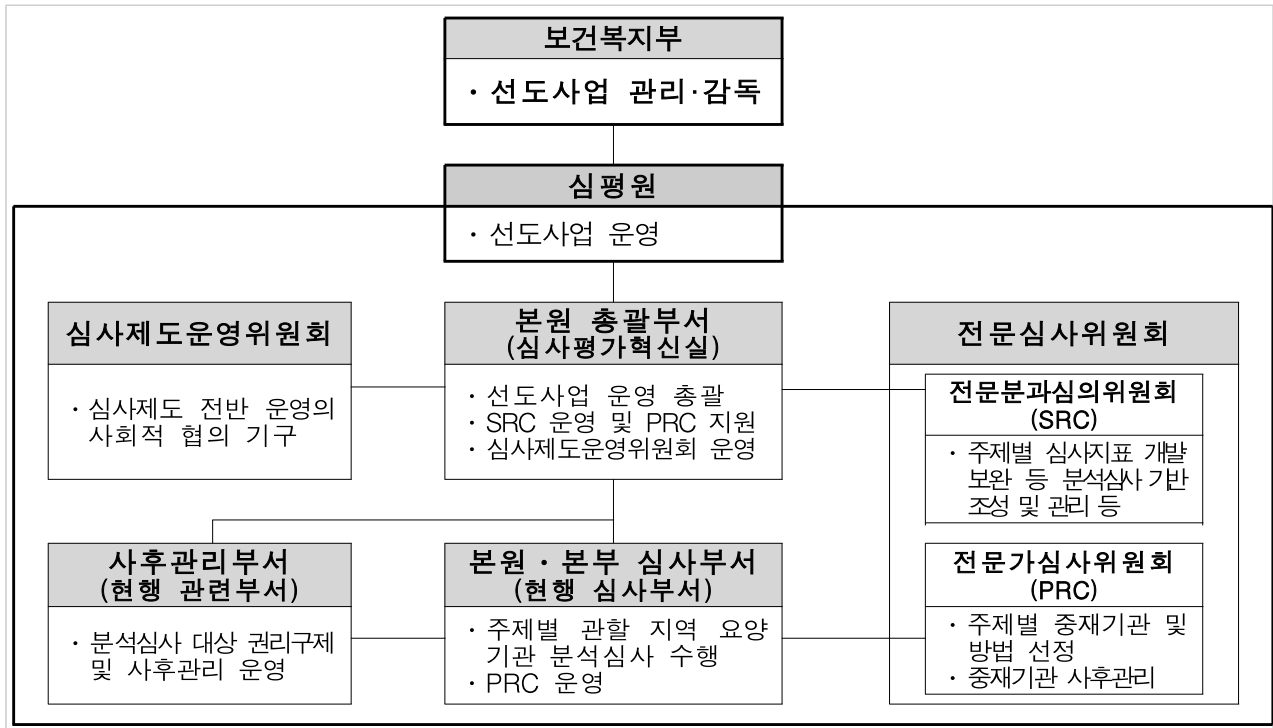 보건복지부
· 선도사업 관리·감독
심평원
· 선도사업 운영
심사제도운영위원회
· 심사제도 전반 운영의
사회적 협의 기구
본원 총괄부서
(심사평가혁신실)
· 선도사업 운영 총괄
· SRC 운영 및 PRC 지원
· 심사제도운영위원회 운영
전문심사위원회
전문분과심의위원회
(SRC)
· 주제별 심사지표 개발
보완 등 분석심사 기반
조성 및 관리 등
사후관리부서
(현행 관련부서)
· 분석심사 대상 권리구제
및 사후관리 운영
본원 · 본부 심사부서
(현행 심사부서)
· 주제별 관할 지역 요양
기관 분석심사 수행
· PRC 운영
전문가심사위원회
(PRC)
· 주제별 중재기관 및
방법 선정
· 중재기관 사후관리